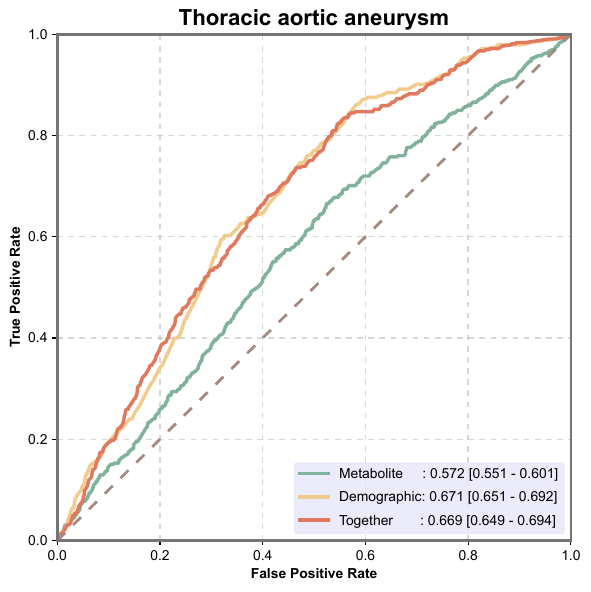 Thoracic aortic aneurysm
1.0
0.8
0.6
0.4
0.2
0.0
True Positive Rate
Metabolite : 0.572 [0.551 - 0.601]
Demographic: 0.671 [0.651 - 0.692]
Together : 0.669 [0.649 - 0.694]
0.0 0.2 0.4 0.6 0.8 1.0
False Positive Rate